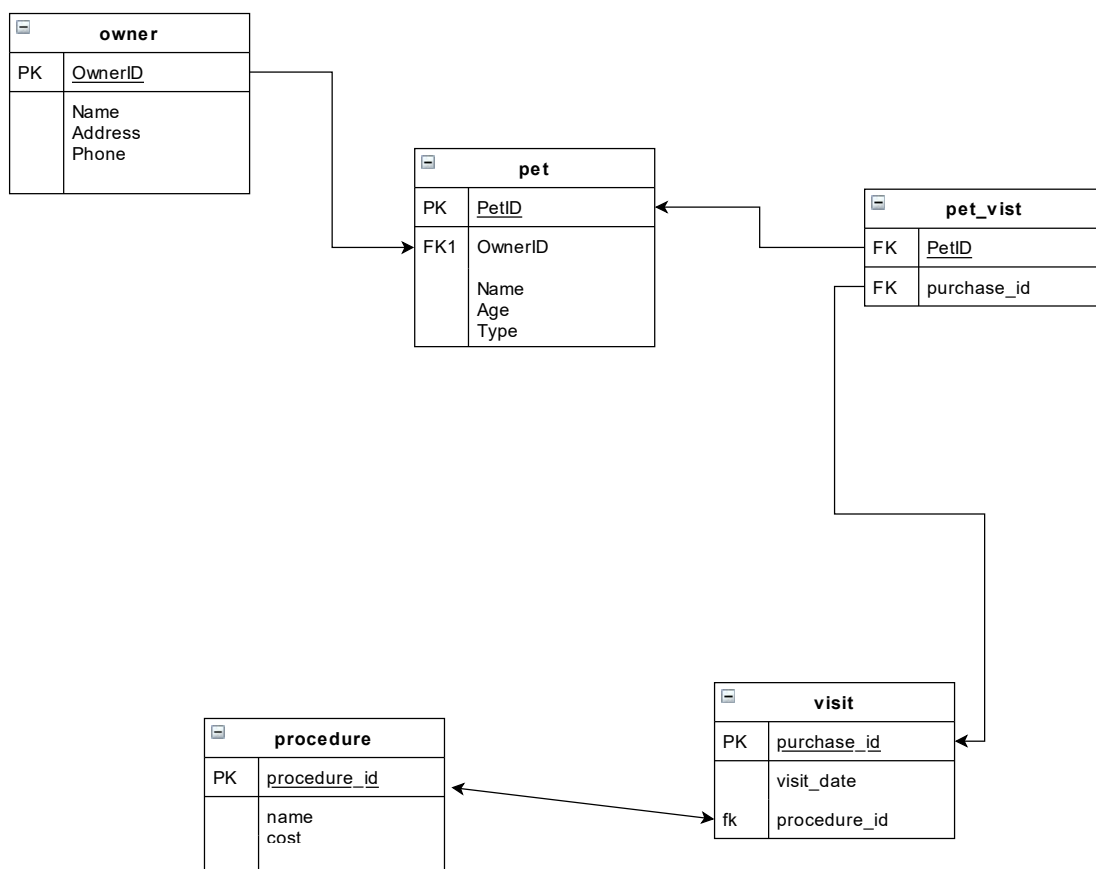 owner
PK OwnerID
Name
Address
Phone
pet
PK PetID
FK1 OwnerID
Name
Age
Type
pet_vist
FK PetID
FK purchase_id
visit
PK purchase_id
visit_date
fk procedure_id
procedure
PK procedure_id
name
cost